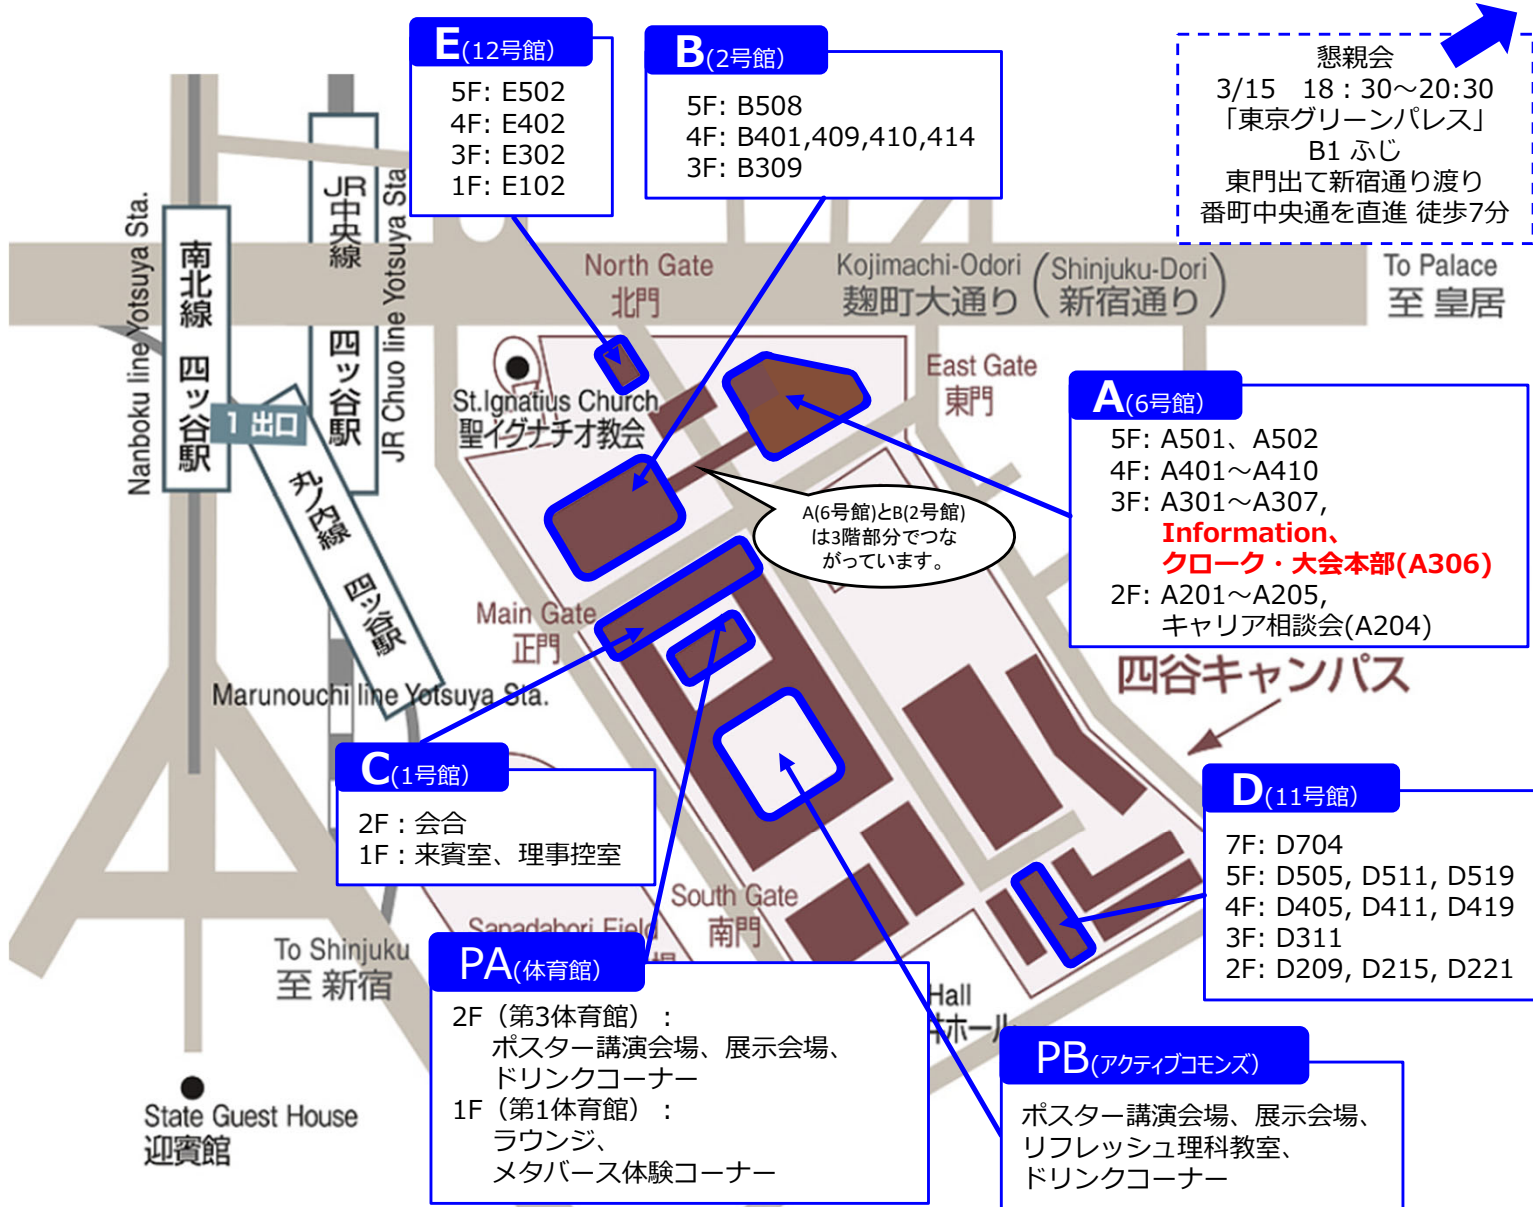 E(12号館)
5F: E502
4F: E402
3F: E302
1F: E102
B(2号館)
5F: B508
4F: B401,409,410,414
3F: B309
懇親会
3/15　18：30～20:30
「東京グリーンパレス」
B1 ふじ
東門出て新宿通り渡り
番町中央通を直進 徒歩7分
Nanboku line Yotsuya Sta.
南北線　四ッ谷駅
JR中央線　四ッ谷駅
JR Chuo line Yotsuya Sta
1 出口
丸ノ内線　四ッ谷駅
Marunouchi line Yotsuya Sta.
North Gate
北門
Kojimachi-Odori (Shinjuku-Dori)
麹町大通り(新宿通り)
To Palace
至 皇居
St.Ignatius Church
聖イグナチオ教会
East Gate
東門
A(6号館)
5F: A501、A502
4F: A401～A410
3F: A301～A307,
Information、
クローク・大会本部(A306)
2F: A201～A205,
キャリア相談会(A204)
A(6号館)とB(2号館)
は3階部分でつな
がっています。
Main Gate
正門
四谷キャンパス
C(1号館)
2F：会合
1F：来賓室、理事控室
D(11号館)
7F: D704
5F: D505, D511, D519
4F: D405, D411, D419
3F: D311
2F: D209, D215, D221
South Gate
南門
Sanadabori Field
To Shinjuku
至 新宿
PA(体育館)
2F（第3体育館）：
ポスター講演会場、展示会場、
ドリンクコーナー
1F（第1体育館）：
ラウンジ、
メタバース体験コーナー
Hall
ホール
PB(アクティブコモンズ)
ポスター講演会場、展示会場、
リフレッシュ理科教室、
ドリンクコーナー
State Guest House
迎賓館